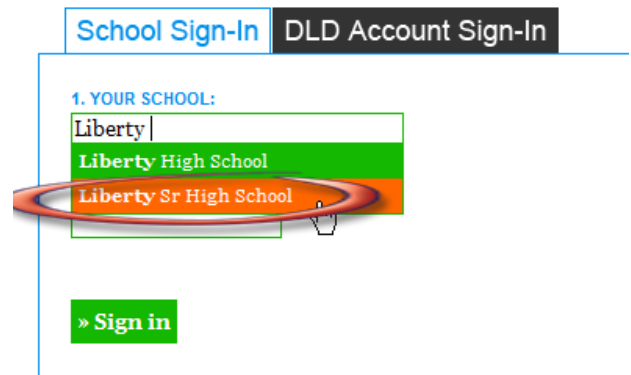 School Sign-In DLD Account Sign-In
1. YOUR SCHOOL:
Liberty
Liberty High School
Liberty Sr High School
» Sign in